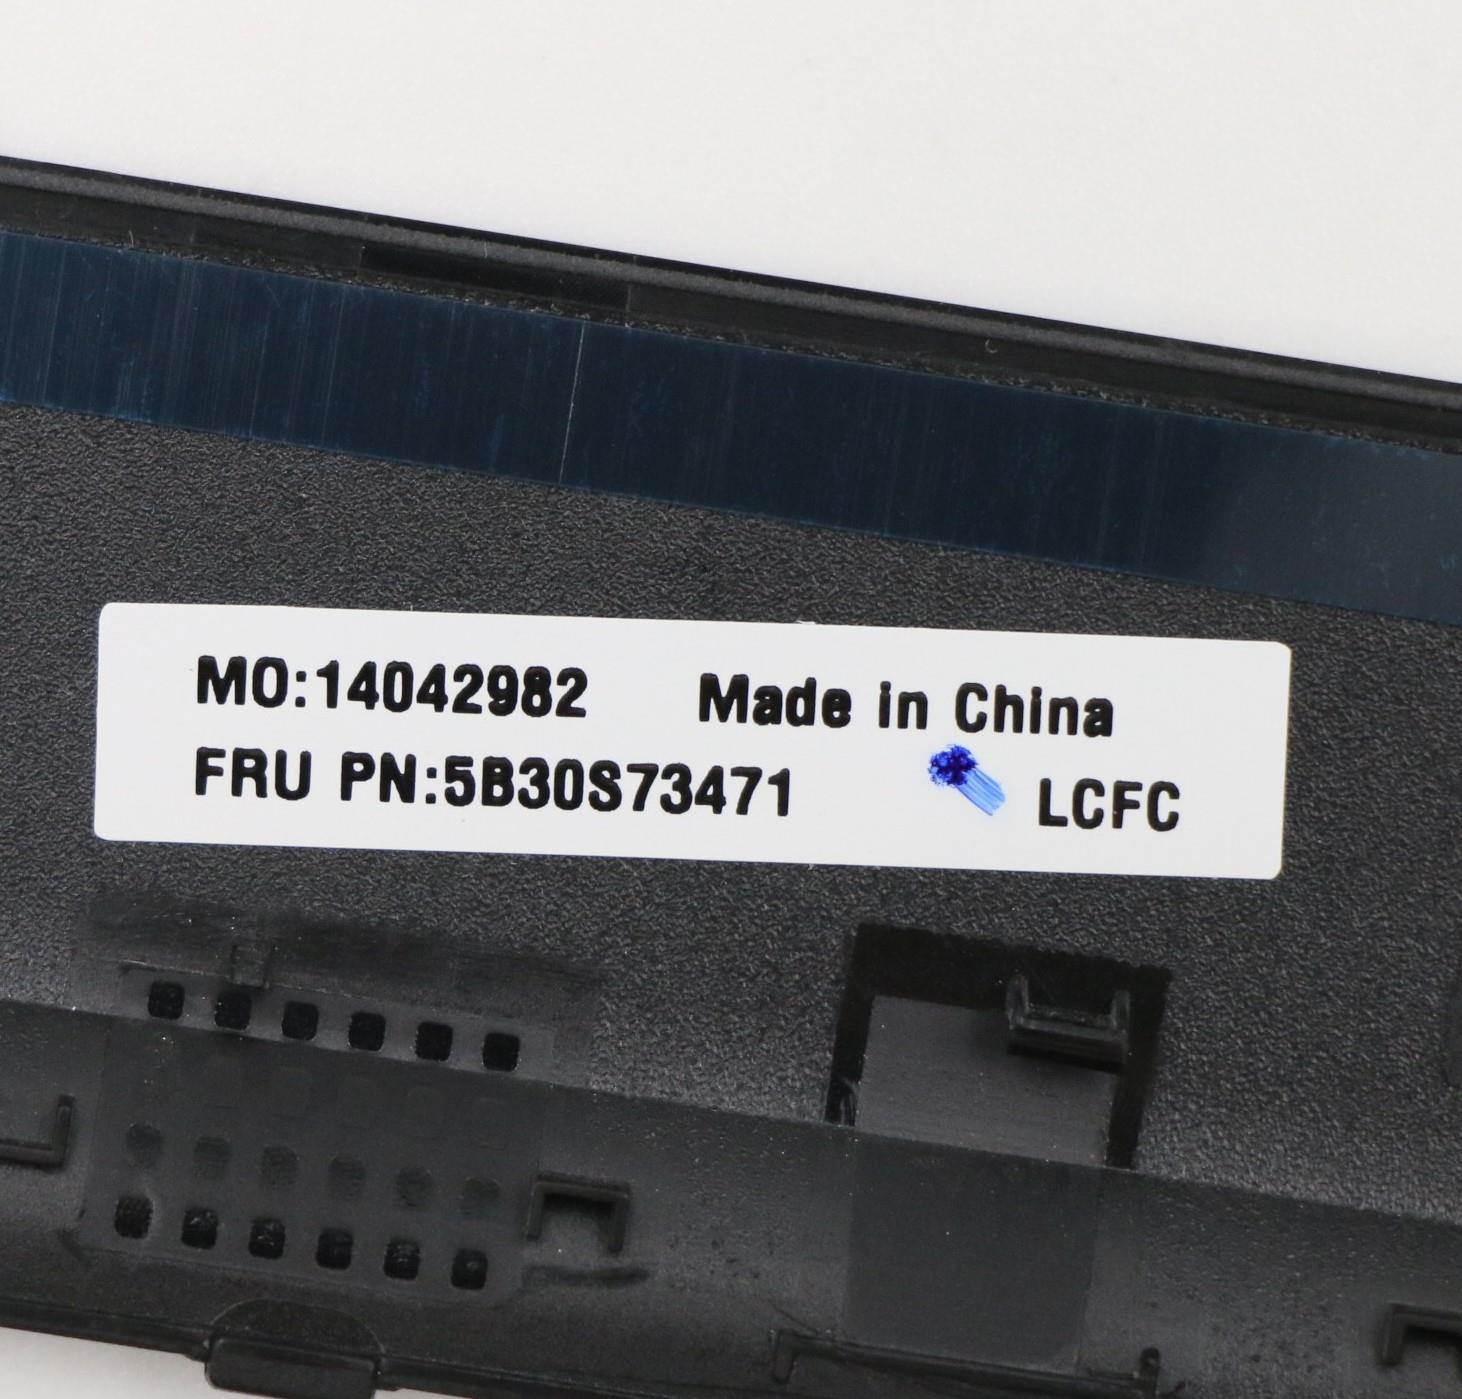 MO:14042982 Made in China
FRU PN:5B30S73471 LCFC